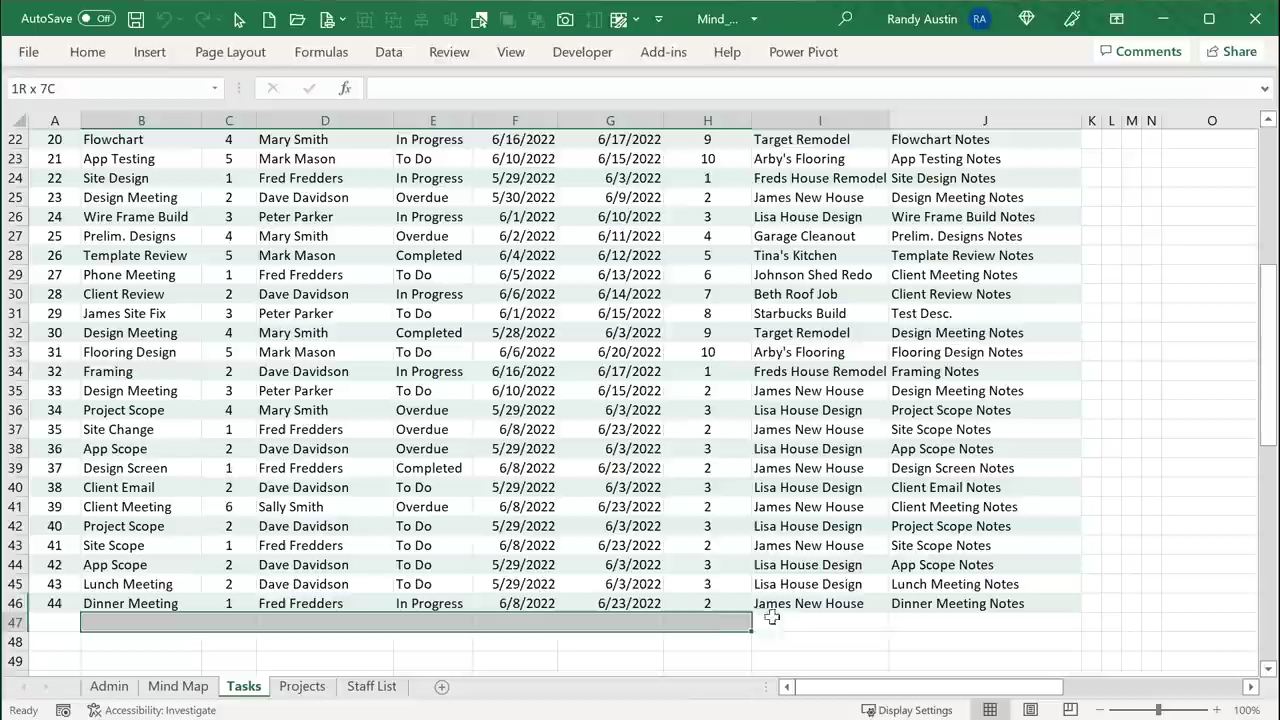 AutoSave Off Mind_... Randy Austin RA
File Home Insert Page Layout Formulas Data Review View Developer Add-ins Help Power Pivot Comments Share
1R x 7C fx
A B C D E F G H I J K L M N O
22 20 Flowchart 4 Mary Smith In Progress 6/16/2022 6/17/2022 9 Target Remodel Flowchart Notes
23 21 App Testing 5 Mark Mason To Do 6/10/2022 6/15/2022 10 Arby's Flooring App Testing Notes
24 22 Site Design 1 Fred Fredders In Progress 5/29/2022 6/3/2022 1 Freds House Remodel Site Design Notes
25 23 Design Meeting 2 Dave Davidson Overdue 5/30/2022 6/9/2022 2 James New House Design Meeting Notes
26 24 Wire Frame Build 3 Peter Parker In Progress 6/1/2022 6/10/2022 3 Lisa House Design Wire Frame Build Notes
27 25 Prelim. Designs 4 Mary Smith Overdue 6/2/2022 6/11/2022 4 Garage Cleanout Prelim. Designs Notes
28 26 Template Review 5 Mark Mason Completed 6/4/2022 6/12/2022 5 Tina's Kitchen Template Review Notes
29 27 Phone Meeting 1 Fred Fredders To Do 6/5/2022 6/13/2022 6 Johnson Shed Redo Client Meeting Notes
30 28 Client Review 2 Dave Davidson In Progress 6/6/2022 6/14/2022 7 Beth Roof Job Client Review Notes
31 29 James Site Fix 3 Peter Parker To Do 6/1/2022 6/15/2022 8 Starbucks Build Test Desc.
32 30 Design Meeting 4 Mary Smith Completed 5/28/2022 6/3/2022 9 Target Remodel Design Meeting Notes
33 31 Flooring Design 5 Mark Mason To Do 6/6/2022 6/20/2022 10 Arby's Flooring Flooring Design Notes
34 32 Framing 2 Dave Davidson In Progress 6/16/2022 6/17/2022 1 Freds House Remodel Framing Notes
35 33 Design Meeting 3 Peter Parker To Do 6/10/2022 6/15/2022 2 James New House Design Meeting Notes
36 34 Project Scope 4 Mary Smith Overdue 5/29/2022 6/3/2022 3 Lisa House Design Project Scope Notes
37 35 Site Change 1 Fred Fredders Overdue 6/8/2022 6/23/2022 2 James New House Site Scope Notes
38 36 App Scope 2 Dave Davidson Overdue 5/29/2022 6/3/2022 3 Lisa House Design App Scope Notes
39 37 Design Screen 1 Fred Fredders Completed 6/8/2022 6/23/2022 2 James New House Design Screen Notes
40 38 Client Email 2 Dave Davidson To Do 5/29/2022 6/3/2022 3 Lisa House Design Client Email Notes
41 39 Client Meeting 6 Sally Smith Overdue 6/8/2022 6/23/2022 2 James New House Client Meeting Notes
42 40 Project Scope 2 Dave Davidson To Do 5/29/2022 6/3/2022 3 Lisa House Design Project Scope Notes
43 41 Site Scope 1 Fred Fredders To Do 6/8/2022 6/23/2022 2 James New House Site Scope Notes
44 42 App Scope 2 Dave Davidson To Do 5/29/2022 6/3/2022 3 Lisa House Design App Scope Notes
45 43 Lunch Meeting 2 Dave Davidson To Do 5/29/2022 6/3/2022 3 Lisa House Design Lunch Meeting Notes
46 44 Dinner Meeting 1 Fred Fredders In Progress 6/8/2022 6/23/2022 2 James New House Dinner Meeting Notes
47
48
49
Admin Mind Map Tasks Projects Staff List
Ready Accessibility: Investigate Display Settings 100%